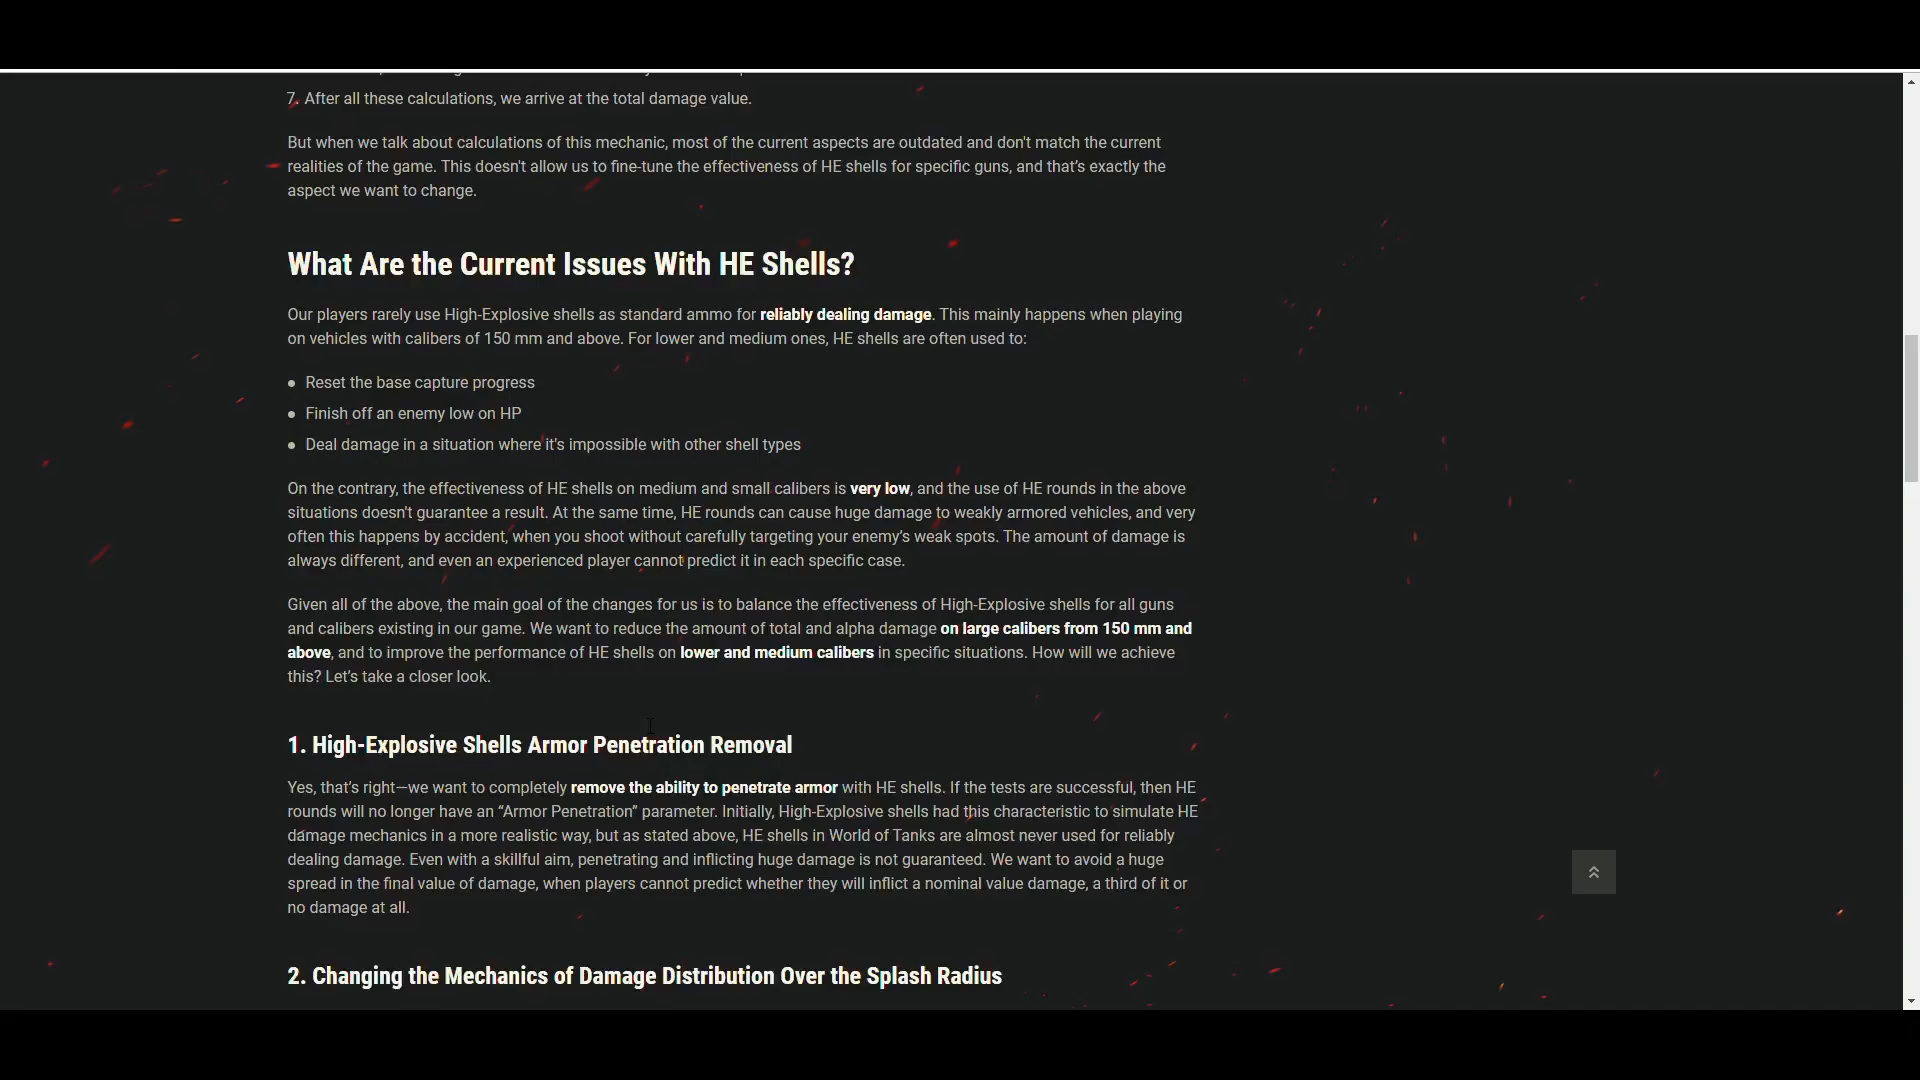 7. After all these calculations, we arrive at the total damage value.
But when we talk about calculations of this mechanic, most of the current aspects are outdated and don't match the current
realities of the game. This doesn't allow us to fine-tune the effectiveness of HE shells for specific guns, and that's exactly the
aspect we want to change.
What Are the Current Issues With HE Shells?
Our players rarely use High-Explosive shells as standard ammo for reliably dealing damage. This mainly happens when playing
on vehicles with calibers of 150 mm and above. For lower and medium ones, HE shells are often used to:
Reset the base capture progress
Finish off an enemy low on HP
Deal damage in a situation where it's impossible with other shell types
On the contrary, the effectiveness of HE shells on medium and small calibers is very low, and the use of HE rounds in the above
situations doesn't guarantee a result. At the same time, HE rounds can cause huge damage to weakly armored vehicles, and very
often this happens by accident, when you shoot without carefully targeting your enemy's weak spots. The amount of damage is
always different, and even an experienced player cannot predict it in each specific case.
Given all of the above, the main goal of the changes for us is to balance the effectiveness of High-Explosive shells for all guns
and calibers existing in our game. We want to reduce the amount of total and alpha damage on large calibers from 150 mm and
above, and to improve the performance of HE shells on lower and medium calibers in specific situations. How will we achieve
this? Let's take a closer look.
1. High-Explosive Shells Armor Penetration Removal
Yes, that's right—we want to completely remove the ability to penetrate armor with HE shells. If the tests are successful, then HE
rounds will no longer have an “Armor Penetration” parameter. Initially, High-Explosive shells had this characteristic to simulate HE
damage mechanics in a more realistic way, but as stated above, HE shells in World of Tanks are almost never used for reliably
dealing damage. Even with a skillful aim, penetrating and inflicting huge damage is not guaranteed. We want to avoid a huge
spread in the final value of damage, when players cannot predict whether they will inflict a nominal value damage, a third of it or
no damage at all.
2. Changing the Mechanics of Damage Distribution Over the Splash Radius